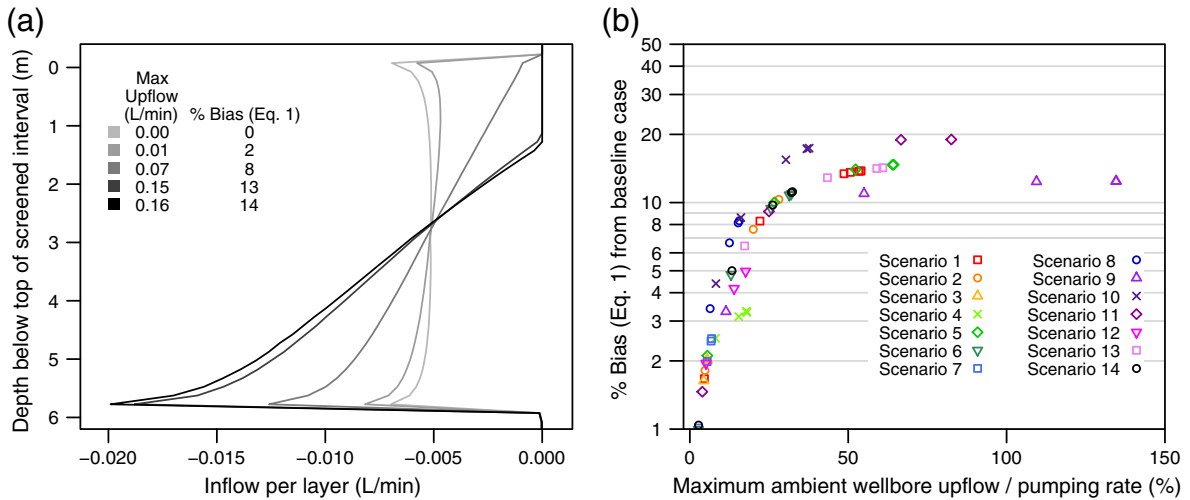 (a)
Depth below top of screened interval (m)
0
1
2
3
4
5
6
Max
Upflow
(L/min)
% Bias (Eq. 1)
0.00 0
0.01 2
0.07 8
0.15 13
0.16 14
−0.020 −0.015 −0.010 −0.005 0.000
Inflow per layer (L/min)
(b)
% Bias (Eq. 1) from baseline case
50
40
30
20
10
8
6
5
4
3
2
1
Scenario 1
Scenario 2
Scenario 3
Scenario 4
Scenario 5
Scenario 6
Scenario 7
Scenario 8
Scenario 9
Scenario 10
Scenario 11
Scenario 12
Scenario 13
Scenario 14
0 50 100 150
Maximum ambient wellbore upflow / pumping rate (%)